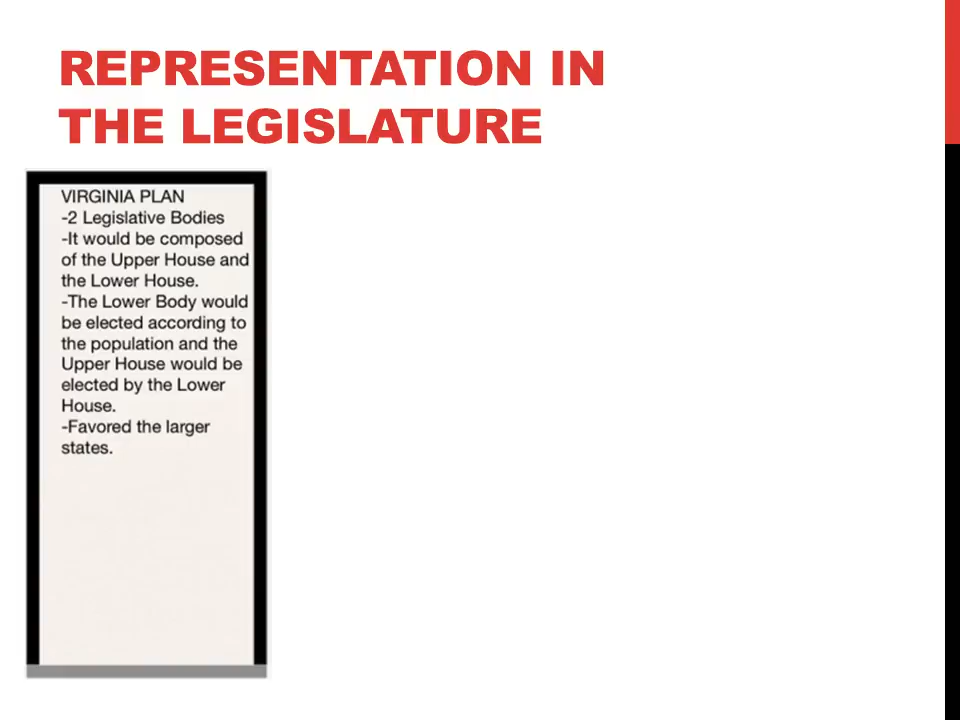 REPRESENTATION IN
THE LEGISLATURE
VIRGINIA PLAN
-2 Legislative Bodies
-It would be composed
of the Upper House and
the Lower House.
-The Lower Body would
be elected according to
the population and the
Upper House would be
elected by the Lower
House.
-Favored the larger
states.